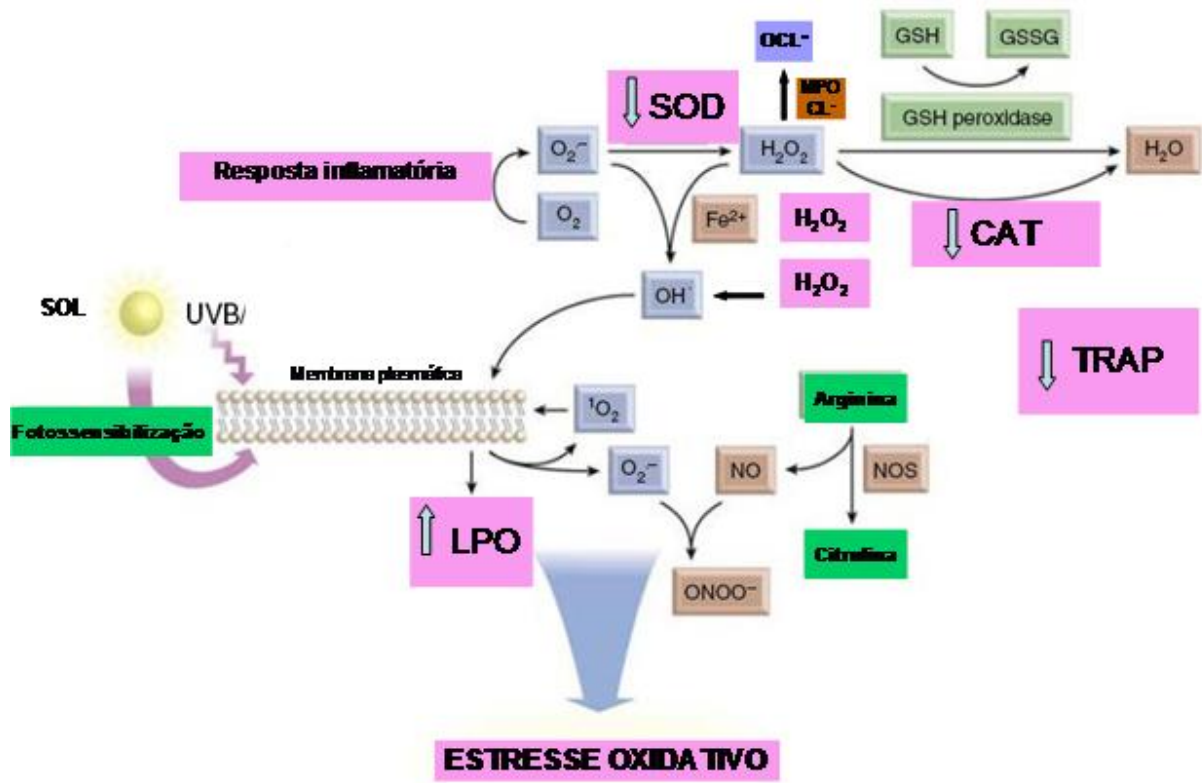 OCL⁻
GSH
GSSG
MPO
CL⁻
SOD
GSH peroxidase
O₂⁻
H₂O₂
H₂O
Resposta inflamatória
O₂
Fe²⁺
H₂O₂
CAT
OH˙
H₂O₂
SOL
UVB/
TRAP
Membrana plasmática
¹O₂
Arginina
Fotossensibilização
O₂⁻
NO
NOS
LPO
Citrulina
ONOO⁻
ESTRESSE OXIDATIVO